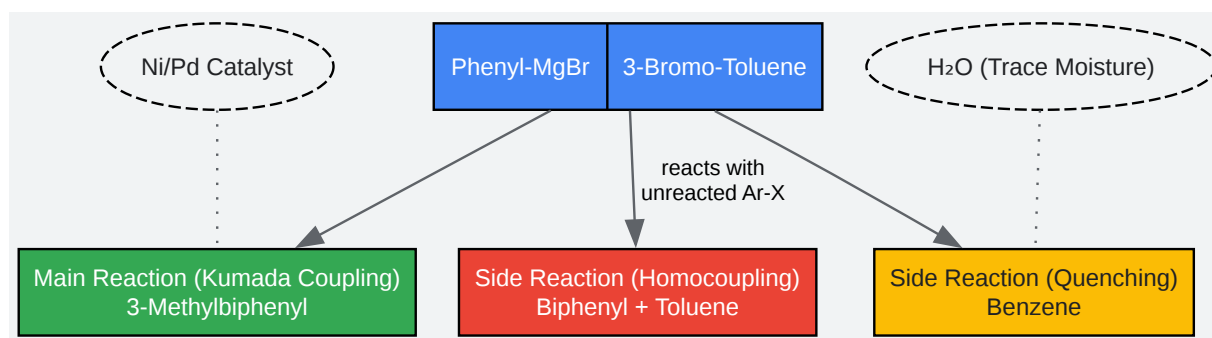 Ni/Pd Catalyst
Phenyl-MgBr
3-Bromo-Toluene
H₂O (Trace Moisture)
reacts with
unreacted Ar-X
Main Reaction (Kumada Coupling)
3-Methylbiphenyl
Side Reaction (Homocoupling)
Biphenyl + Toluene
Side Reaction (Quenching)
Benzene